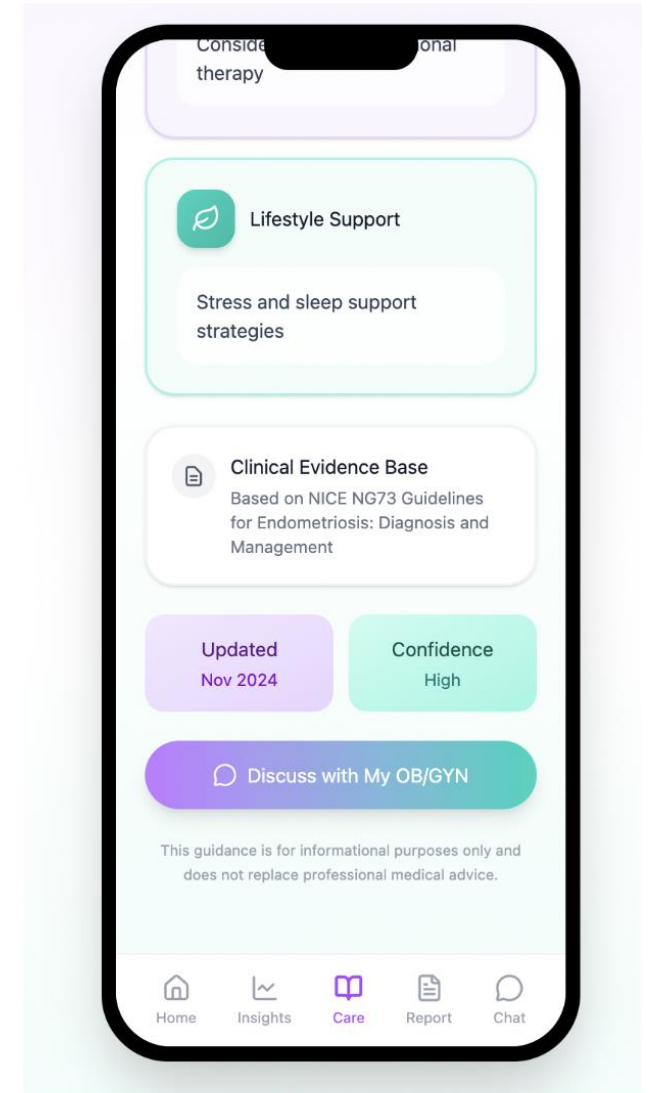 therapy
Lifestyle Support
Stress and sleep support
strategies
Clinical Evidence Base
Based on NICE NG73 Guidelines
for Endometriosis: Diagnosis and
Management
Updated
Nov 2024
Confidence
High
Discuss with My OB/GYN
This guidance is for informational purposes only and
does not replace professional medical advice.
Home
Insights
Care
Report
Chat